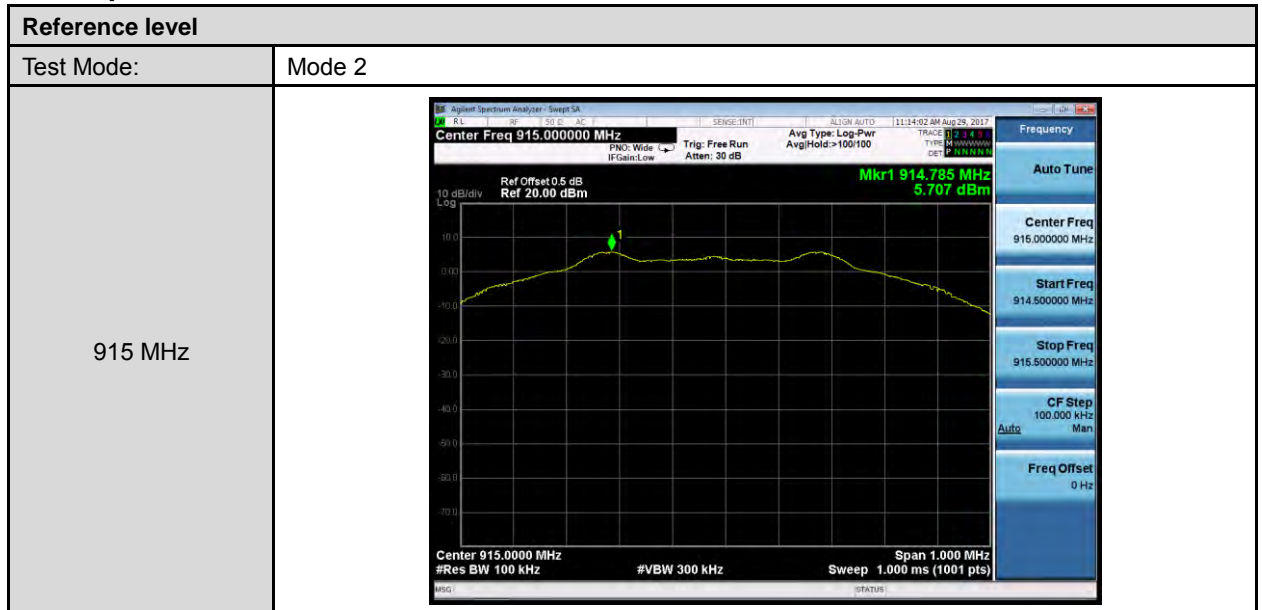 Reference level
Test Mode: Mode 2
915 MHz
Agilent Spectrum Analyzer - Swept SA
RL RF 50 Ω AC SENSE:INT ALIGN AUTO 11:14:02 AM Aug 29, 2017
Center Freq 915.000000 MHz
PNO: Wide
IFGain:Low
Trig: Free Run
Atten: 30 dB
Avg Type: Log-Pwr
Avg|Hold:>100/100
TRACE 1 2 3 4 5 6
TYPE M WWWWW
DET P N N N N N
Mkr1 914.785 MHz
5.707 dBm
Ref Offset 0.5 dB
10 dB/div Ref 20.00 dBm
Log
1
10.0
0.00
-10.0
-20.0
-30.0
-40.0
-50.0
-60.0
-70.0
Center 915.0000 MHz Span 1.000 MHz
#Res BW 100 kHz #VBW 300 kHz Sweep 1.000 ms (1001 pts)
MSG STATUS
Frequency
Auto Tune
Center Freq
915.000000 MHz
Start Freq
914.500000 MHz
Stop Freq
915.500000 MHz
CF Step
100.000 kHz
Auto Man
Freq Offset
0 Hz